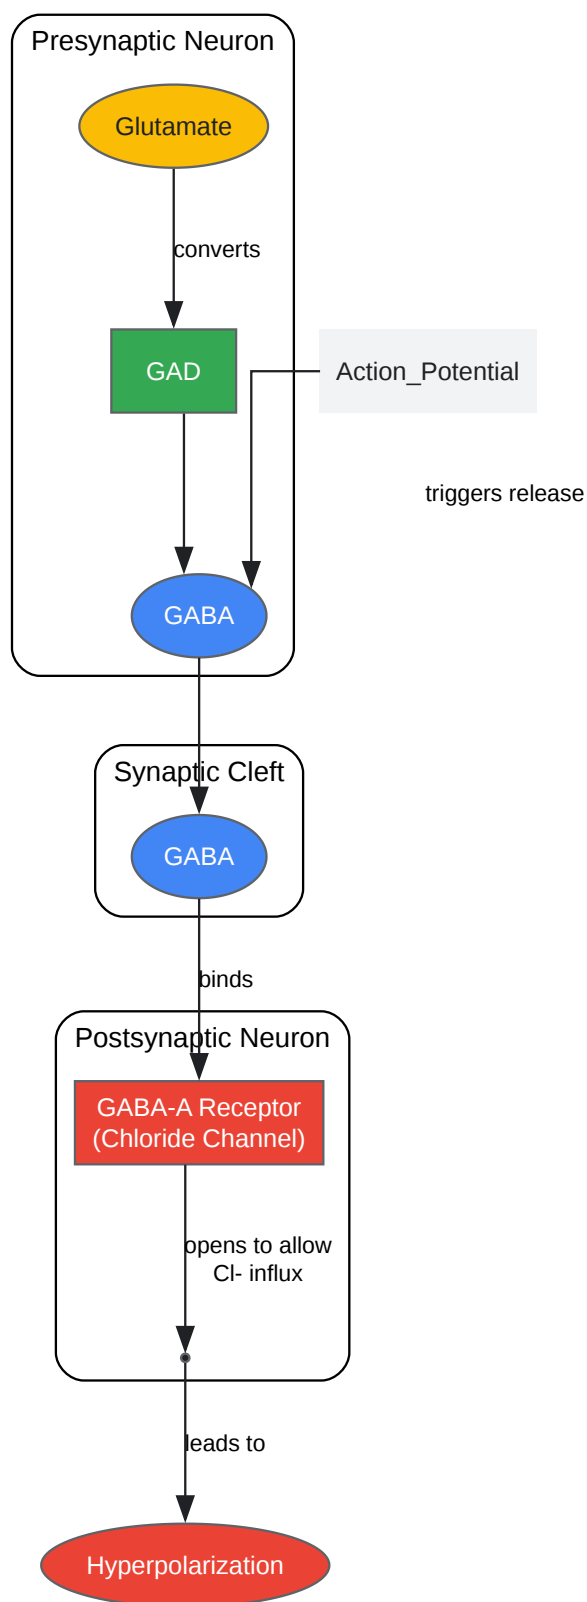 Presynaptic Neuron
Glutamate
converts
GAD
Action_Potential
triggers release
GABA
Synaptic Cleft
GABA
binds
Postsynaptic Neuron
GABA-A Receptor
(Chloride Channel)
opens to allow
Cl- influx
leads to
Hyperpolarization